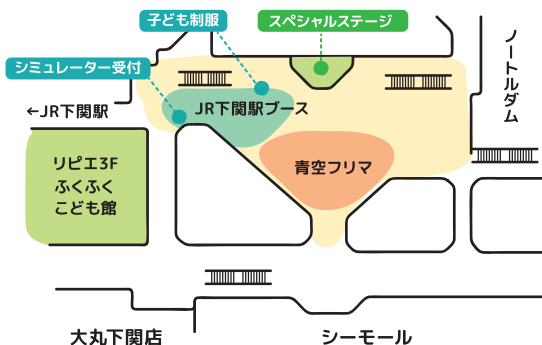 子ども制服
スペシャルステージ
シミュレーター受付
ノートルダム
←JR下関駅
JR下関駅ブース
リピエ3F
ふくふく
こども館
青空フリマ
大丸下関店
シーモール